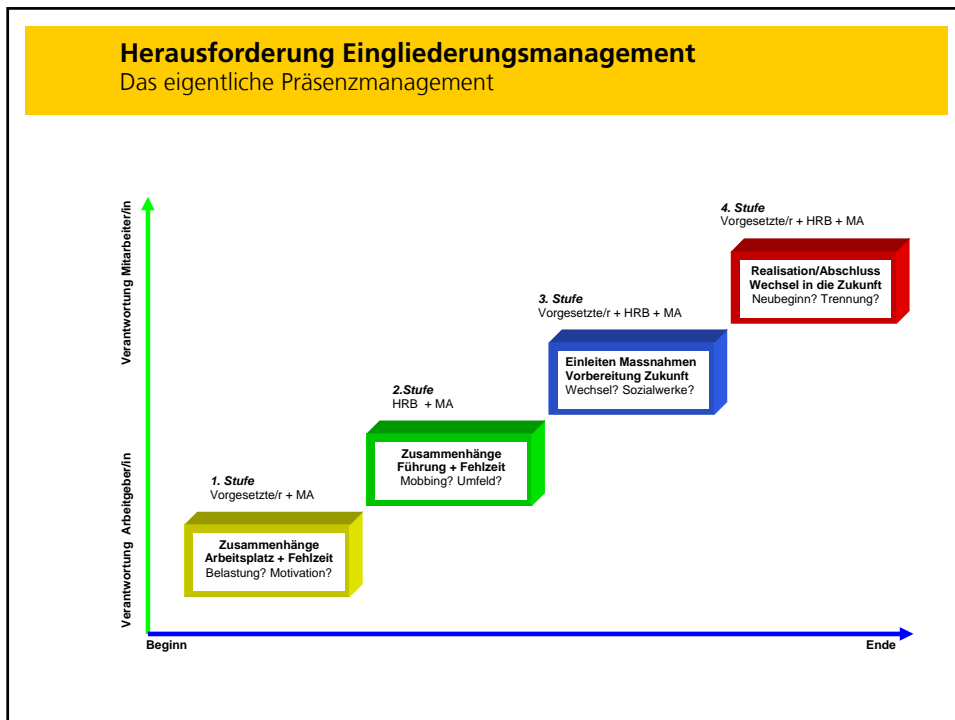 Herausforderung Eingliederungsmanagement
Das eigentliche Präsenzmanagement
4. Stufe
Vorgesetzte/r + HRB + MA
Realisation/Abschluss
Wechsel in die Zukunft
Neubeginn? Trennung?
3. Stufe
Vorgesetzte/r + HRB + MA
Einleiten Massnahmen
Vorbereitung Zukunft
Wechsel? Sozialwerke?
2.Stufe
HRB + MA
Zusammenhänge
Führung + Fehlzeit
Mobbing? Umfeld?
1. Stufe
Vorgesetzte/r + MA
Zusammenhänge
Arbeitsplatz + Fehlzeit
Belastung? Motivation?
Verantwortung Mitarbeiter/in
Verantwortung Arbeitgeber/in
Beginn
Ende